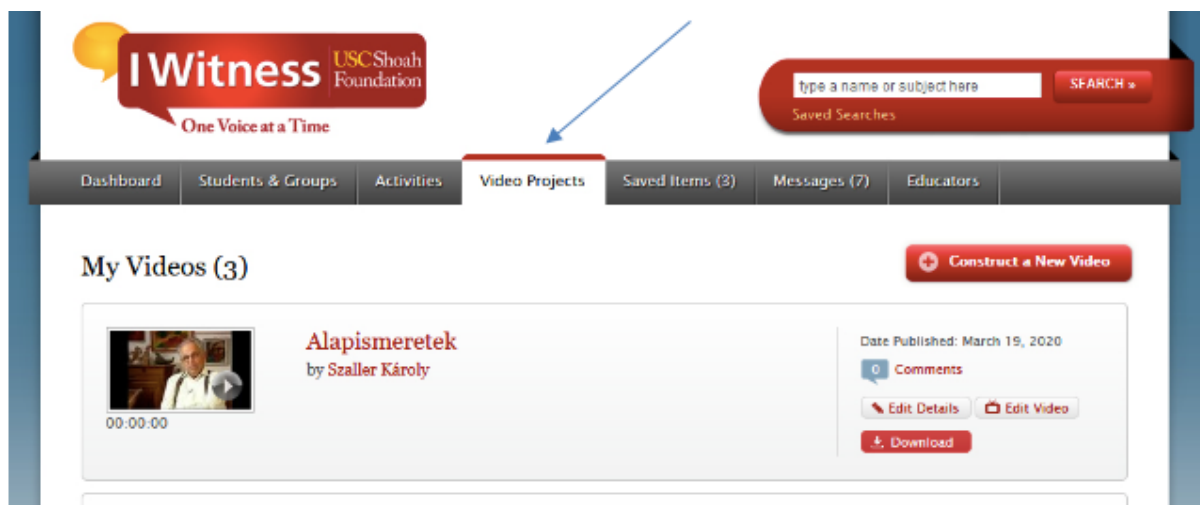 IWitness USC Shoah Foundation
One Voice at a Time
type a name or subject here SEARCH »
Saved Searches
Dashboard Students & Groups Activities Video Projects Saved Items (3) Messages (7) Educators
My Videos (3) Construct a New Video
Alapismeretek
by Szaller Károly
00:00:00
Date Published: March 19, 2020
0 Comments
Edit Details Edit Video
Download